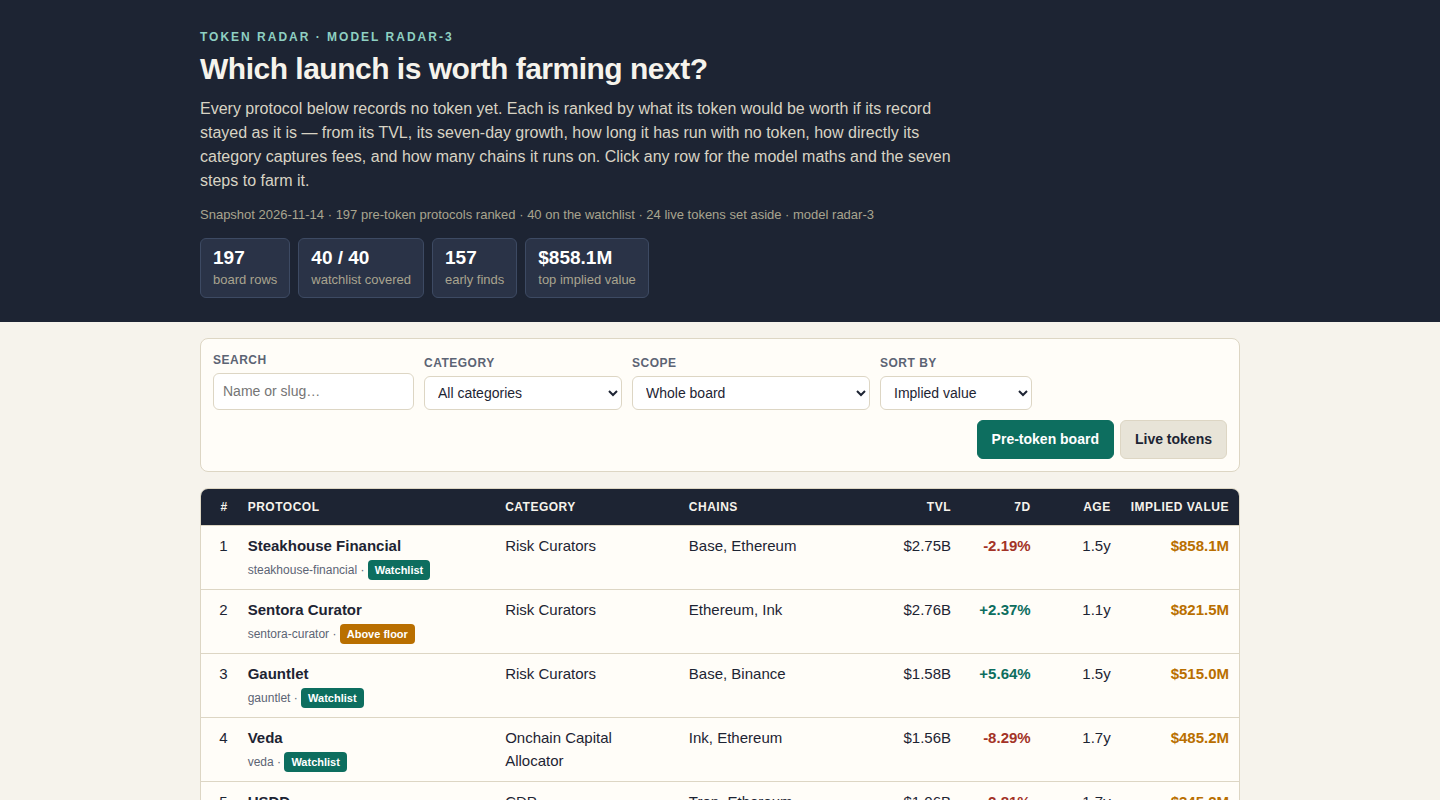 TOKEN RADAR · MODEL RADAR-3
Which launch is worth farming next?
Every protocol below records no token yet. Each is ranked by what its token would be worth if its record
stayed as it is — from its TVL, its seven-day growth, how long it has run with no token, how directly its
category captures fees, and how many chains it runs on. Click any row for the model maths and the seven
steps to farm it.
Snapshot 2026-11-14 · 197 pre-token protocols ranked · 40 on the watchlist · 24 live tokens set aside · model radar-3
197 40 / 40 157 $858.1M
board rows watchlist covered early finds top implied value
SEARCH CATEGORY SCOPE SORT BY
Name or slug… All categories Whole board Implied value
Pre-token board Live tokens
# PROTOCOL CATEGORY CHAINS TVL 7D AGE IMPLIED VALUE
1 Steakhouse Financial Risk Curators Base, Ethereum $2.75B -2.19% 1.5y $858.1M
steakhouse-financial · Watchlist
2 Sentora Curator Risk Curators Ethereum, Ink $2.76B +2.37% 1.1y $821.5M
sentora-curator · Above floor
3 Gauntlet Risk Curators Base, Binance $1.58B +5.64% 1.5y $515.0M
gauntlet · Watchlist
4 Veda Onchain Capital Ink, Ethereum $1.56B -8.29% 1.7y $485.2M
veda · Watchlist Allocator